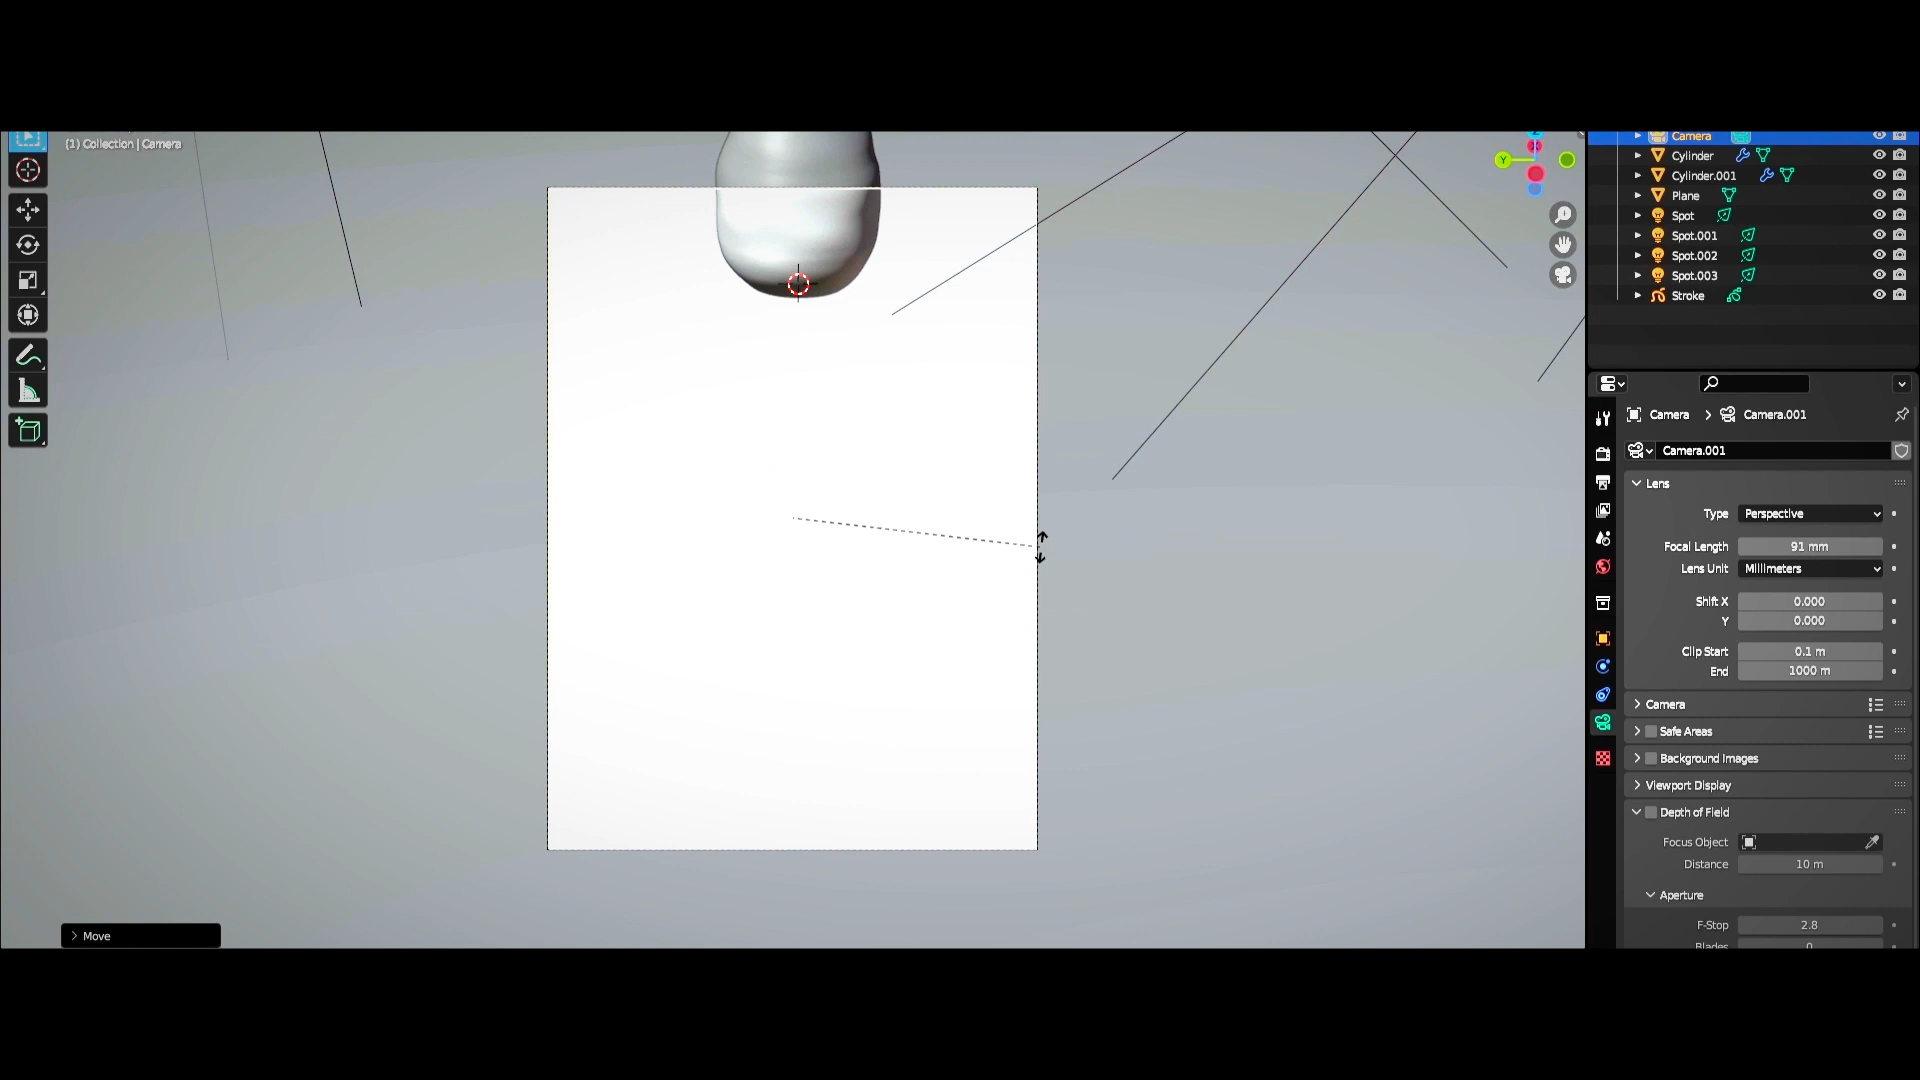 (1) Collection | Camera
Y
Z
X
Camera
Cylinder
Cylinder.001
Plane
Spot
Spot.001
Spot.002
Spot.003
Stroke
Camera > Camera.001
Camera.001
Lens
Type Perspective
Focal Length 91 mm
Lens Unit Millimeters
Shift X 0.000
Y 0.000
Clip Start 0.1 m
End 1000 m
Camera
Safe Areas
Background Images
Viewport Display
Depth of Field
Focus Object
Distance 10 m
Aperture
F-Stop 2.8
Blades 0
> Move